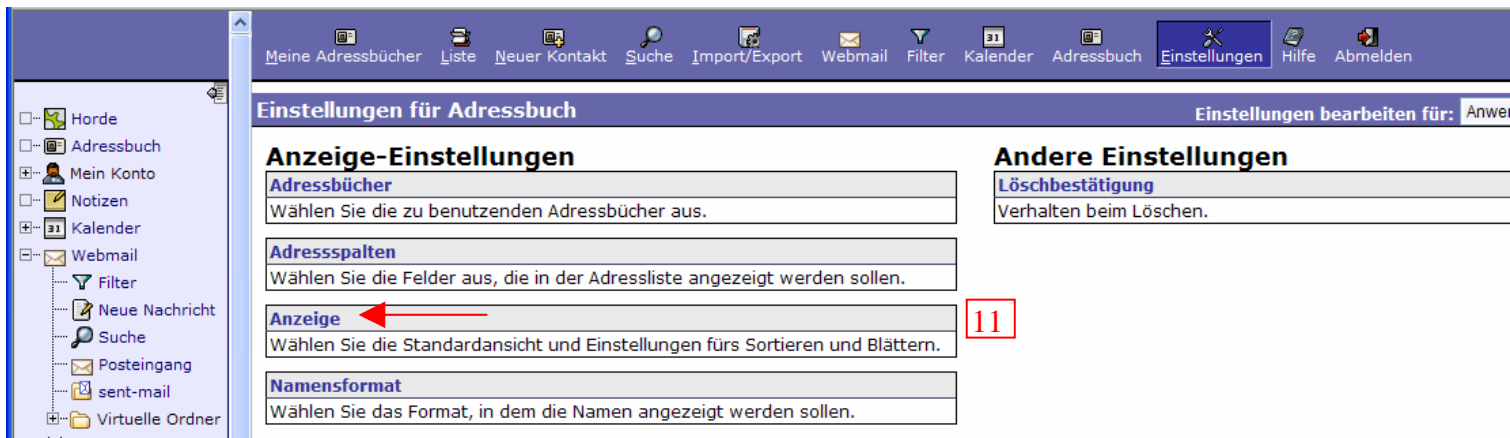 Meine Adressbücher Liste Neuer Kontakt Suche Import/Export Webmail Filter 31 Kalender Adressbuch Einstellungen Hilfe Abmelden
Horde
Adressbuch
Mein Konto
Notizen
31 Kalender
Webmail
Filter
Neue Nachricht
Suche
Posteingang
sent-mail
Virtuelle Ordner
Einstellungen für Adressbuch
Einstellungen bearbeiten für: Anwer
Anzeige-Einstellungen
Adressbücher
Wählen Sie die zu benutzenden Adressbücher aus.
Adressspalten
Wählen Sie die Felder aus, die in der Adressliste angezeigt werden sollen.
Anzeige
11
Wählen Sie die Standardansicht und Einstellungen fürs Sortieren und Blättern.
Namensformat
Wählen Sie das Format, in dem die Namen angezeigt werden sollen.
Andere Einstellungen
Löschbestätigung
Verhalten beim Löschen.